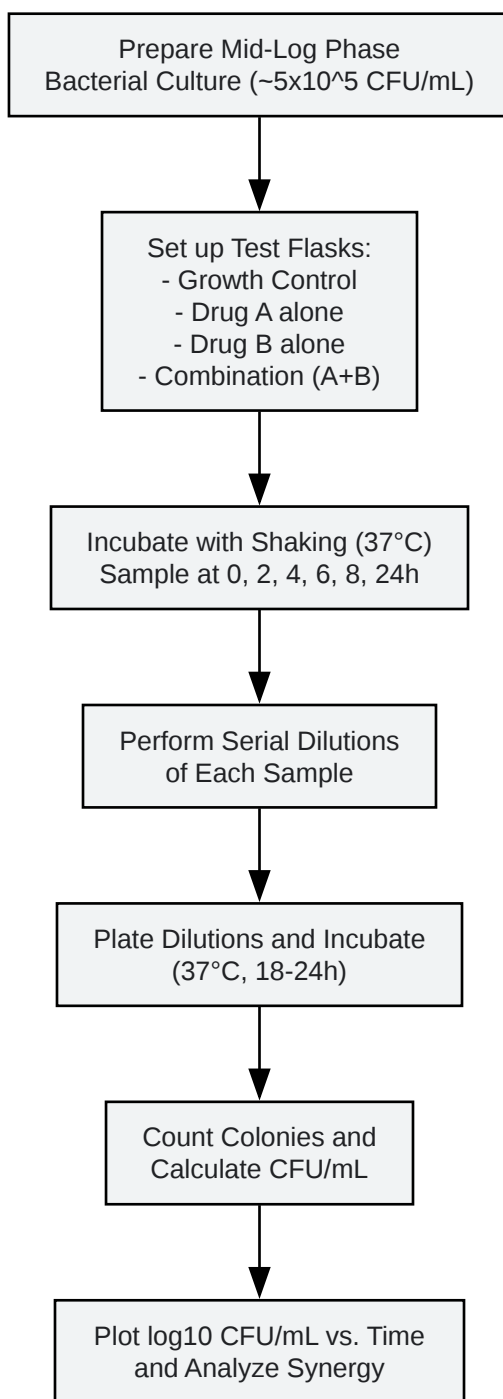 Prepare Mid-Log Phase
Bacterial Culture (~5x10^5 CFU/mL)
Set up Test Flasks:
- Growth Control
- Drug A alone
- Drug B alone
- Combination (A+B)
Incubate with Shaking (37°C)
Sample at 0, 2, 4, 6, 8, 24h
Perform Serial Dilutions
of Each Sample
Plate Dilutions and Incubate
(37°C, 18-24h)
Count Colonies and
Calculate CFU/mL
Plot log10 CFU/mL vs. Time
and Analyze Synergy